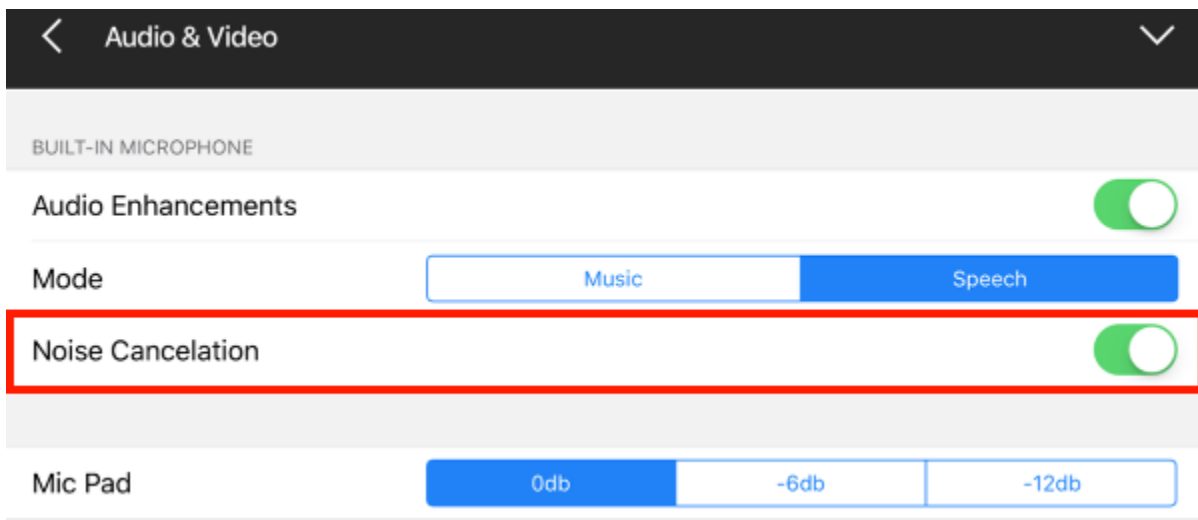 Audio & Video
BUILT-IN MICROPHONE
Audio Enhancements
Mode Music Speech
Noise Cancelation
Mic Pad 0db -6db -12db